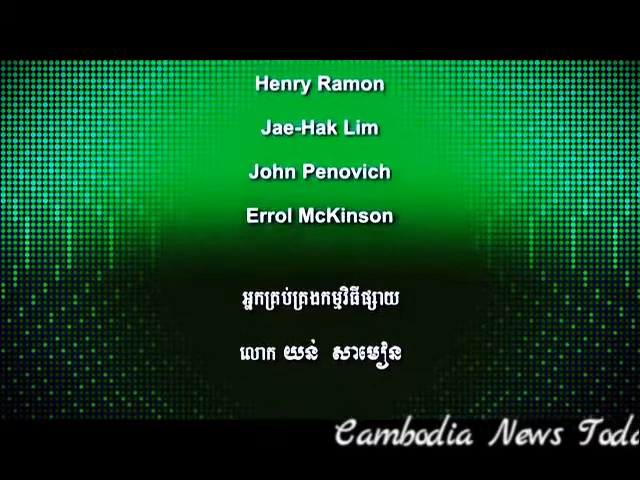 Henry Ramon
Jae-Hak Lim
John Penovich
Errol McKinson
អ្នកគ្រប់គ្រងកម្មវិធីផ្សាយ
លោក យន់ សាមៀន
Cambodia News Toda